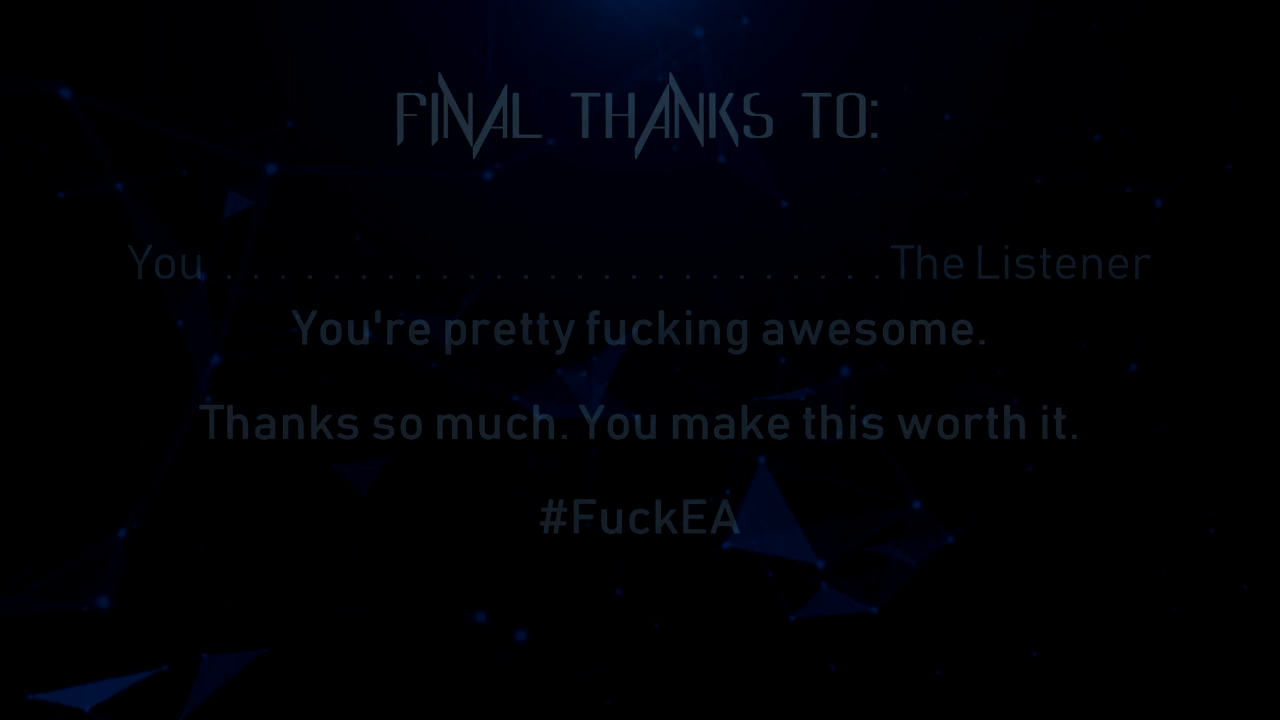 FINAL THANKS TO:
You . . . . . . . . . . . . . . . . . . . . . . . . . The Listener
You're pretty fucking awesome.
Thanks so much. You make this worth it.
#FuckEA